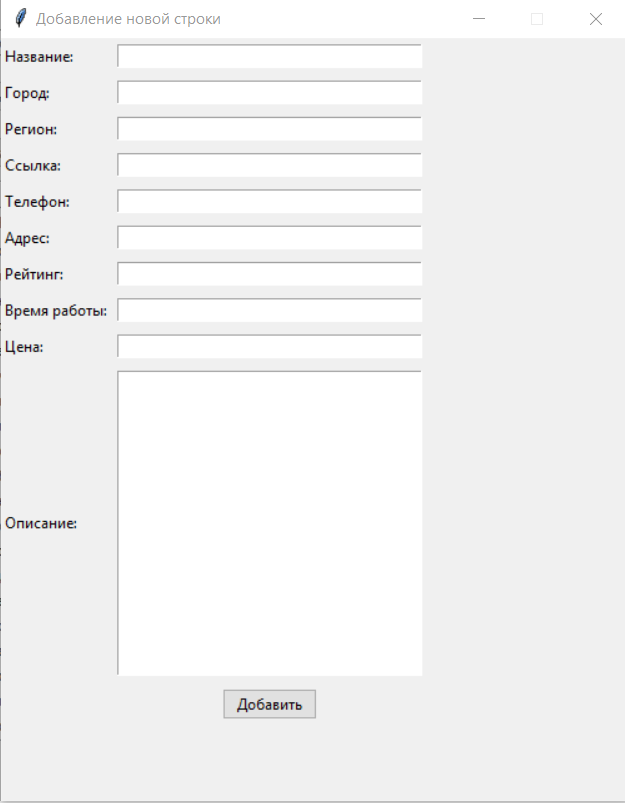 Добавление новой строки
Название:
Город:
Регион:
Ссылка:
Телефон:
Адрес:
Рейтинг:
Время работы:
Цена:
Описание:
Добавить